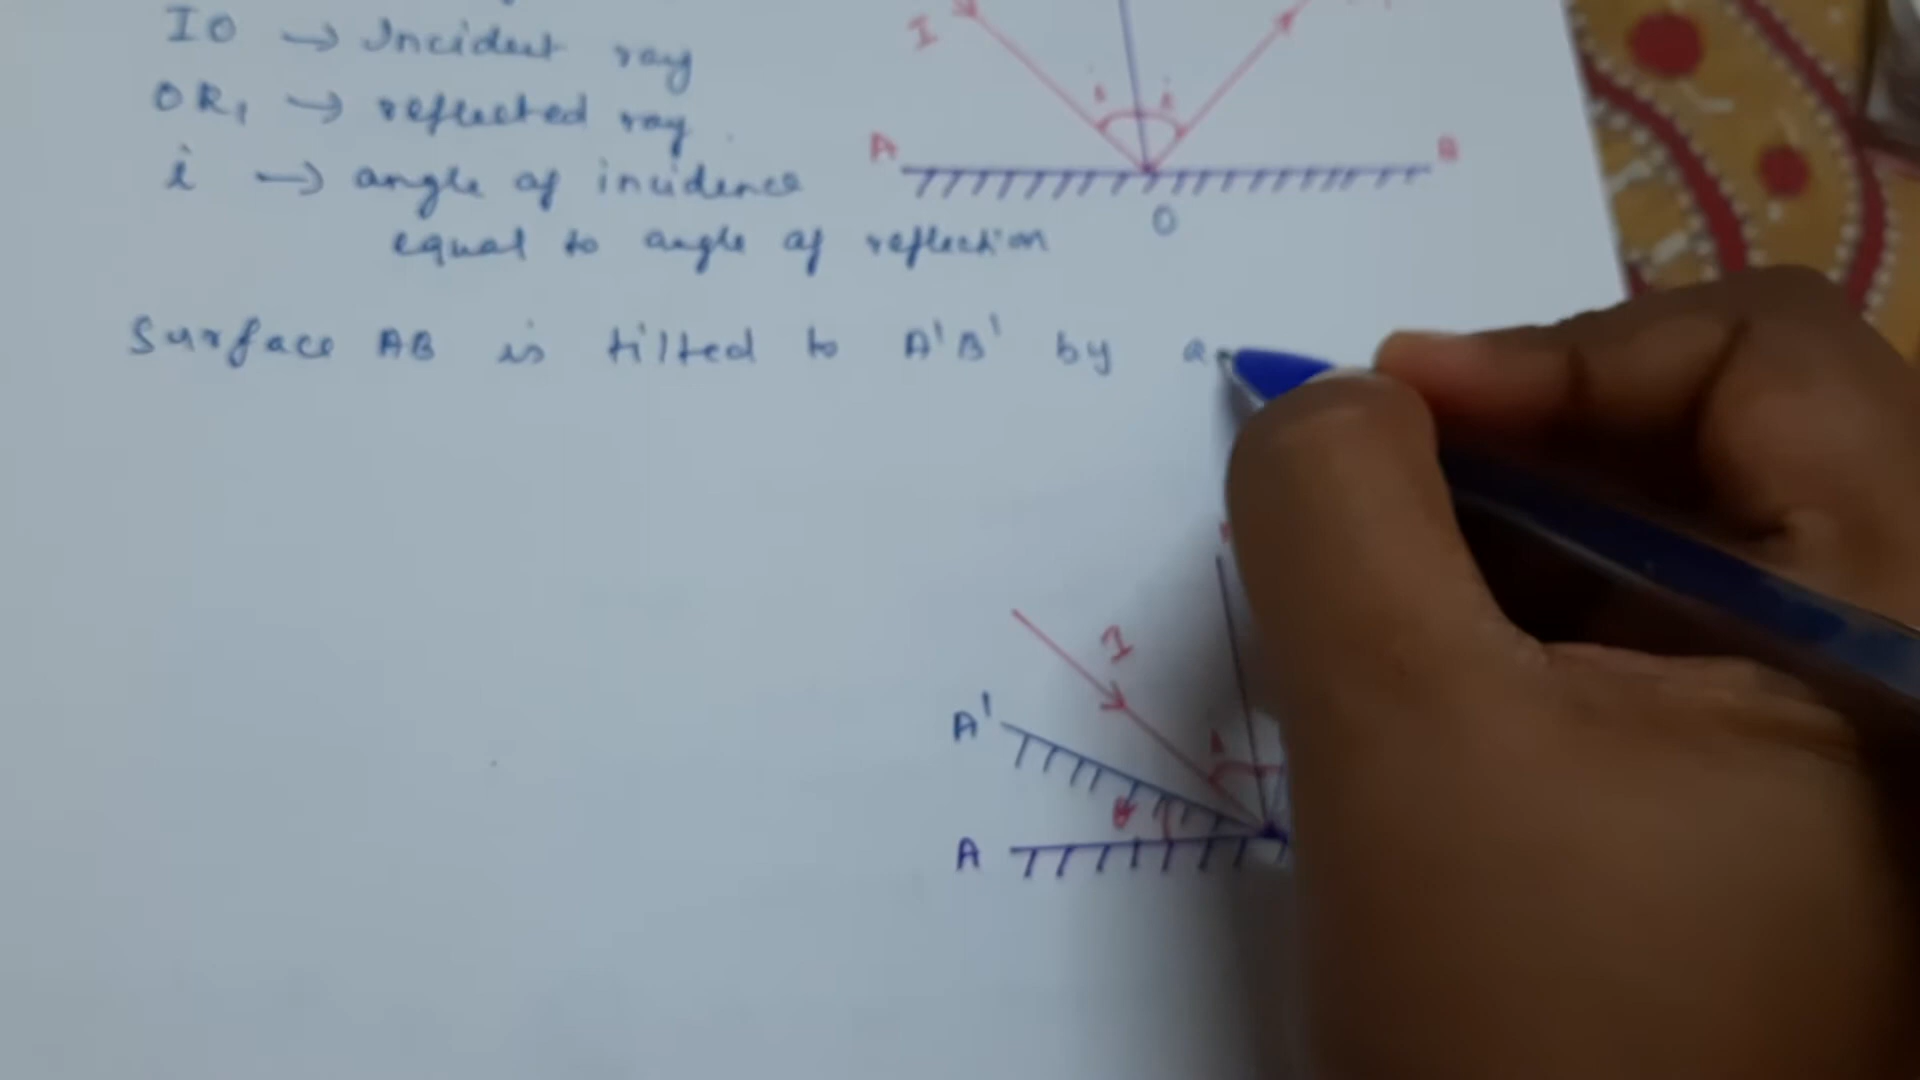 IO → Incident ray
OR₁ → reflected ray
i → angle of incidence
equal to angle of reflection
I
i i
A B
O
Surface AB is tilted to A'B' by
I
A'
i
θ
A